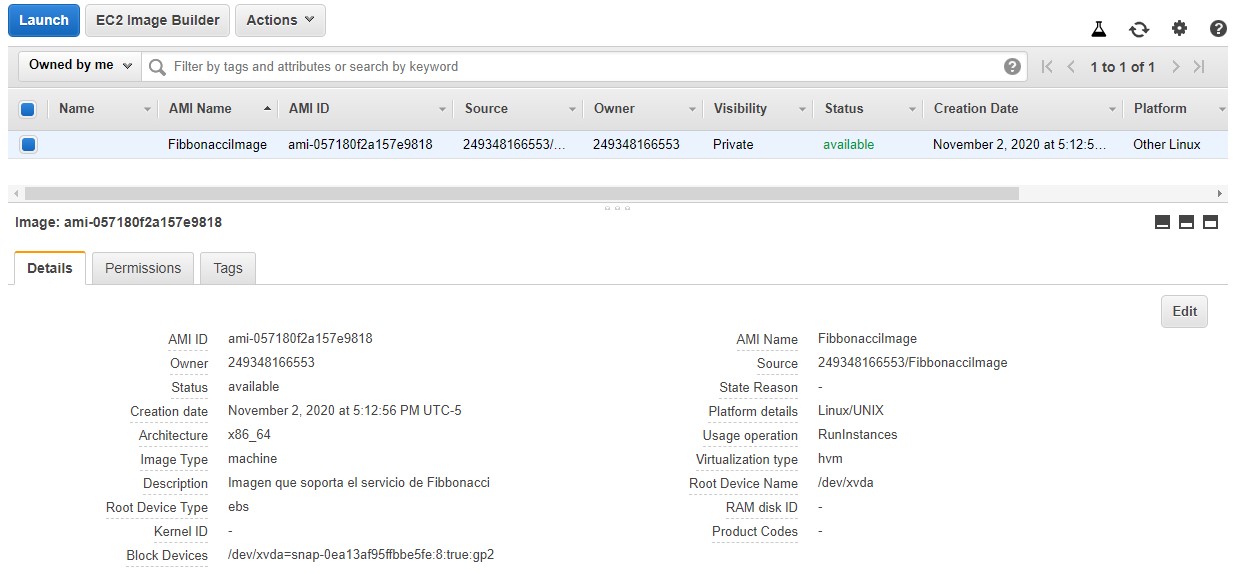 Launch EC2 Image Builder Actions
Owned by me Filter by tags and attributes or search by keyword 1 to 1 of 1
Name AMI Name AMI ID Source Owner Visibility Status Creation Date Platform
FibbonacciImage ami-057180f2a157e9818 249348166553/... 249348166553 Private available November 2, 2020 at 5:12:5... Other Linux
Image: ami-057180f2a157e9818
Details Permissions Tags
Edit
AMI ID ami-057180f2a157e9818 AMI Name FibbonacciImage
Owner 249348166553 Source 249348166553/FibbonacciImage
Status available State Reason -
Creation date November 2, 2020 at 5:12:56 PM UTC-5 Platform details Linux/UNIX
Architecture x86_64 Usage operation RunInstances
Image Type machine Virtualization type hvm
Description Imagen que soporta el servicio de Fibbonacci Root Device Name /dev/xvda
Root Device Type ebs RAM disk ID -
Kernel ID - Product Codes -
Block Devices /dev/xvda=snap-0ea13af95ffbbe5fe:8:true:gp2